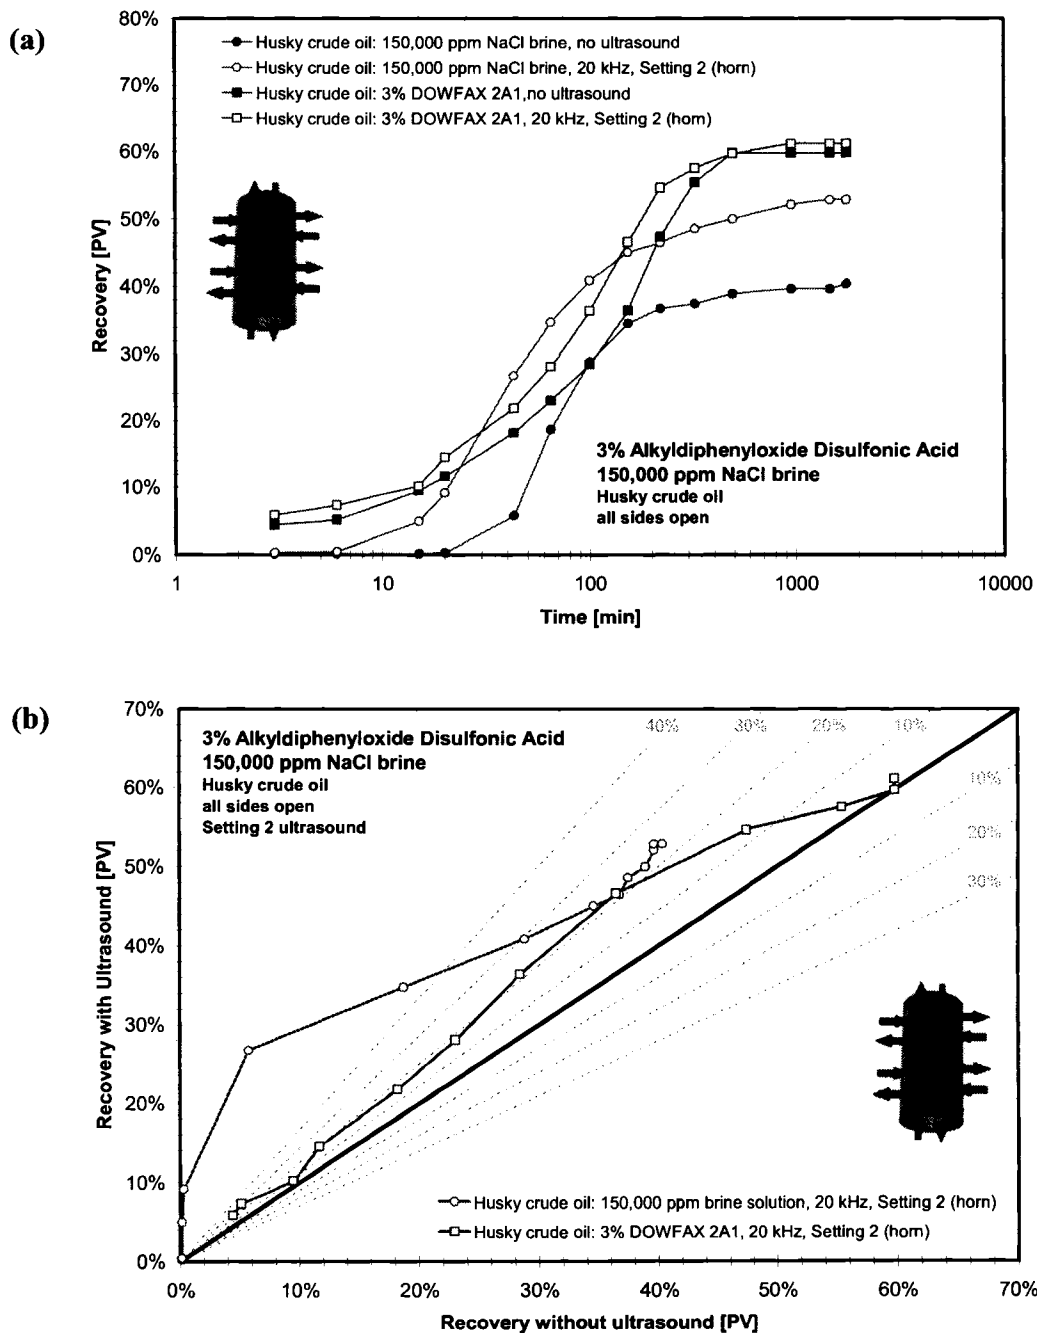 (a)
80%
70%
60%
50%
40%
30%
20%
10%
0%
Recovery [PV]
Husky crude oil: 150,000 ppm NaCl brine, no ultrasound
Husky crude oil: 150,000 ppm NaCl brine, 20 kHz, Setting 2 (horn)
Husky crude oil: 3% DOWFAX 2A1,no ultrasound
Husky crude oil: 3% DOWFAX 2A1, 20 kHz, Setting 2 (horn)
3% Alkyldiphenyloxide Disulfonic Acid
150,000 ppm NaCl brine
Husky crude oil
all sides open
1 10 100 1000 10000
Time [min]
(b)
70%
60%
50%
40%
30%
20%
10%
0%
Recovery with Ultrasound [PV]
3% Alkyldiphenyloxide Disulfonic Acid
150,000 ppm NaCl brine
Husky crude oil
all sides open
Setting 2 ultrasound
40% 30% 20% 10%
10%
20%
30%
Husky crude oil: 150,000 ppm brine solution, 20 kHz, Setting 2 (horn)
Husky crude oil: 3% DOWFAX 2A1, 20 kHz, Setting 2 (horn)
0% 10% 20% 30% 40% 50% 60% 70%
Recovery without ultrasound [PV]